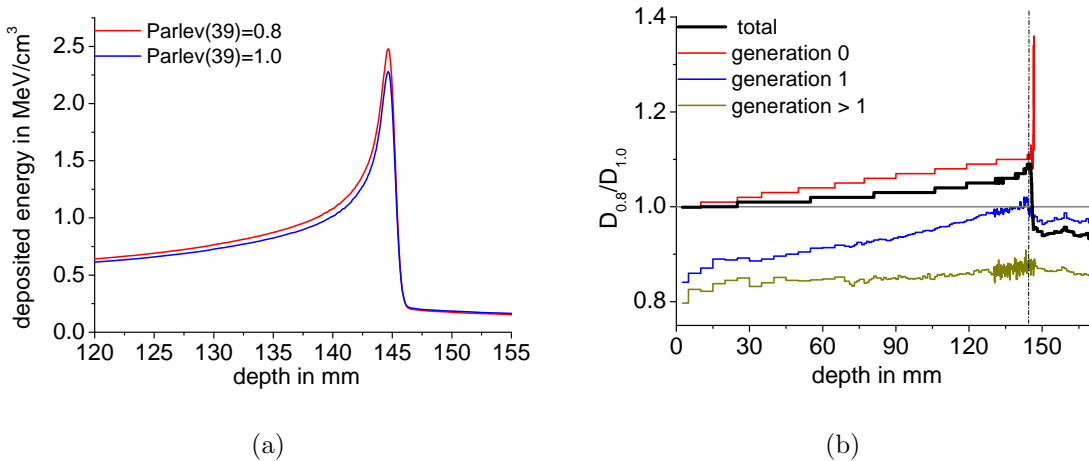 Parlev(39)=0.8
Parlev(39)=1.0
deposited energy in MeV/cm³
2.5
2.0
1.5
1.0
0.5
0.0
120 125 130 135 140 145 150 155
depth in mm
(a)
total
generation 0
generation 1
generation > 1
D₀.₈/D₁.₀
1.4
1.2
1.0
0.8
0 30 60 90 120 150
depth in mm
(b)